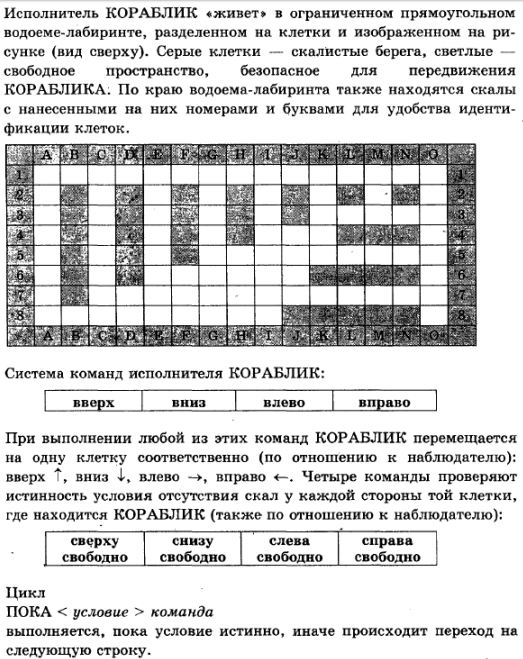 Исполнитель КОРАБЛИК «живет» в ограниченном прямоугольном
водоеме-лабиринте, разделенном на клетки и изображенном на ри-
сунке (вид сверху). Серые клетки — скалистые берега, светлые —
свободное пространство, безопасное для передвижения
КОРАБЛИКА. По краю водоема-лабиринта также находятся скалы
с нанесенными на них номерами и буквами для удобства иденти-
фикации клеток.
A B C D E F G H I J K L M N O
1 1
2 2
3 3
4 4
5 5
6 6
7 7
8 8
A B C D E F G H I J K L M N O
Система команд исполнителя КОРАБЛИК:
вверх вниз влево вправо
При выполнении любой из этих команд КОРАБЛИК перемещается
на одну клетку соответственно (по отношению к наблюдателю):
вверх ↑, вниз ↓, влево →, вправо ←. Четыре команды проверяют
истинность условия отсутствия скал у каждой стороны той клетки,
где находится КОРАБЛИК (также по отношению к наблюдателю):
сверху снизу слева справа
свободно свободно свободно свободно
Цикл
ПОКА < условие > команда
выполняется, пока условие истинно, иначе происходит переход на
следующую строку.